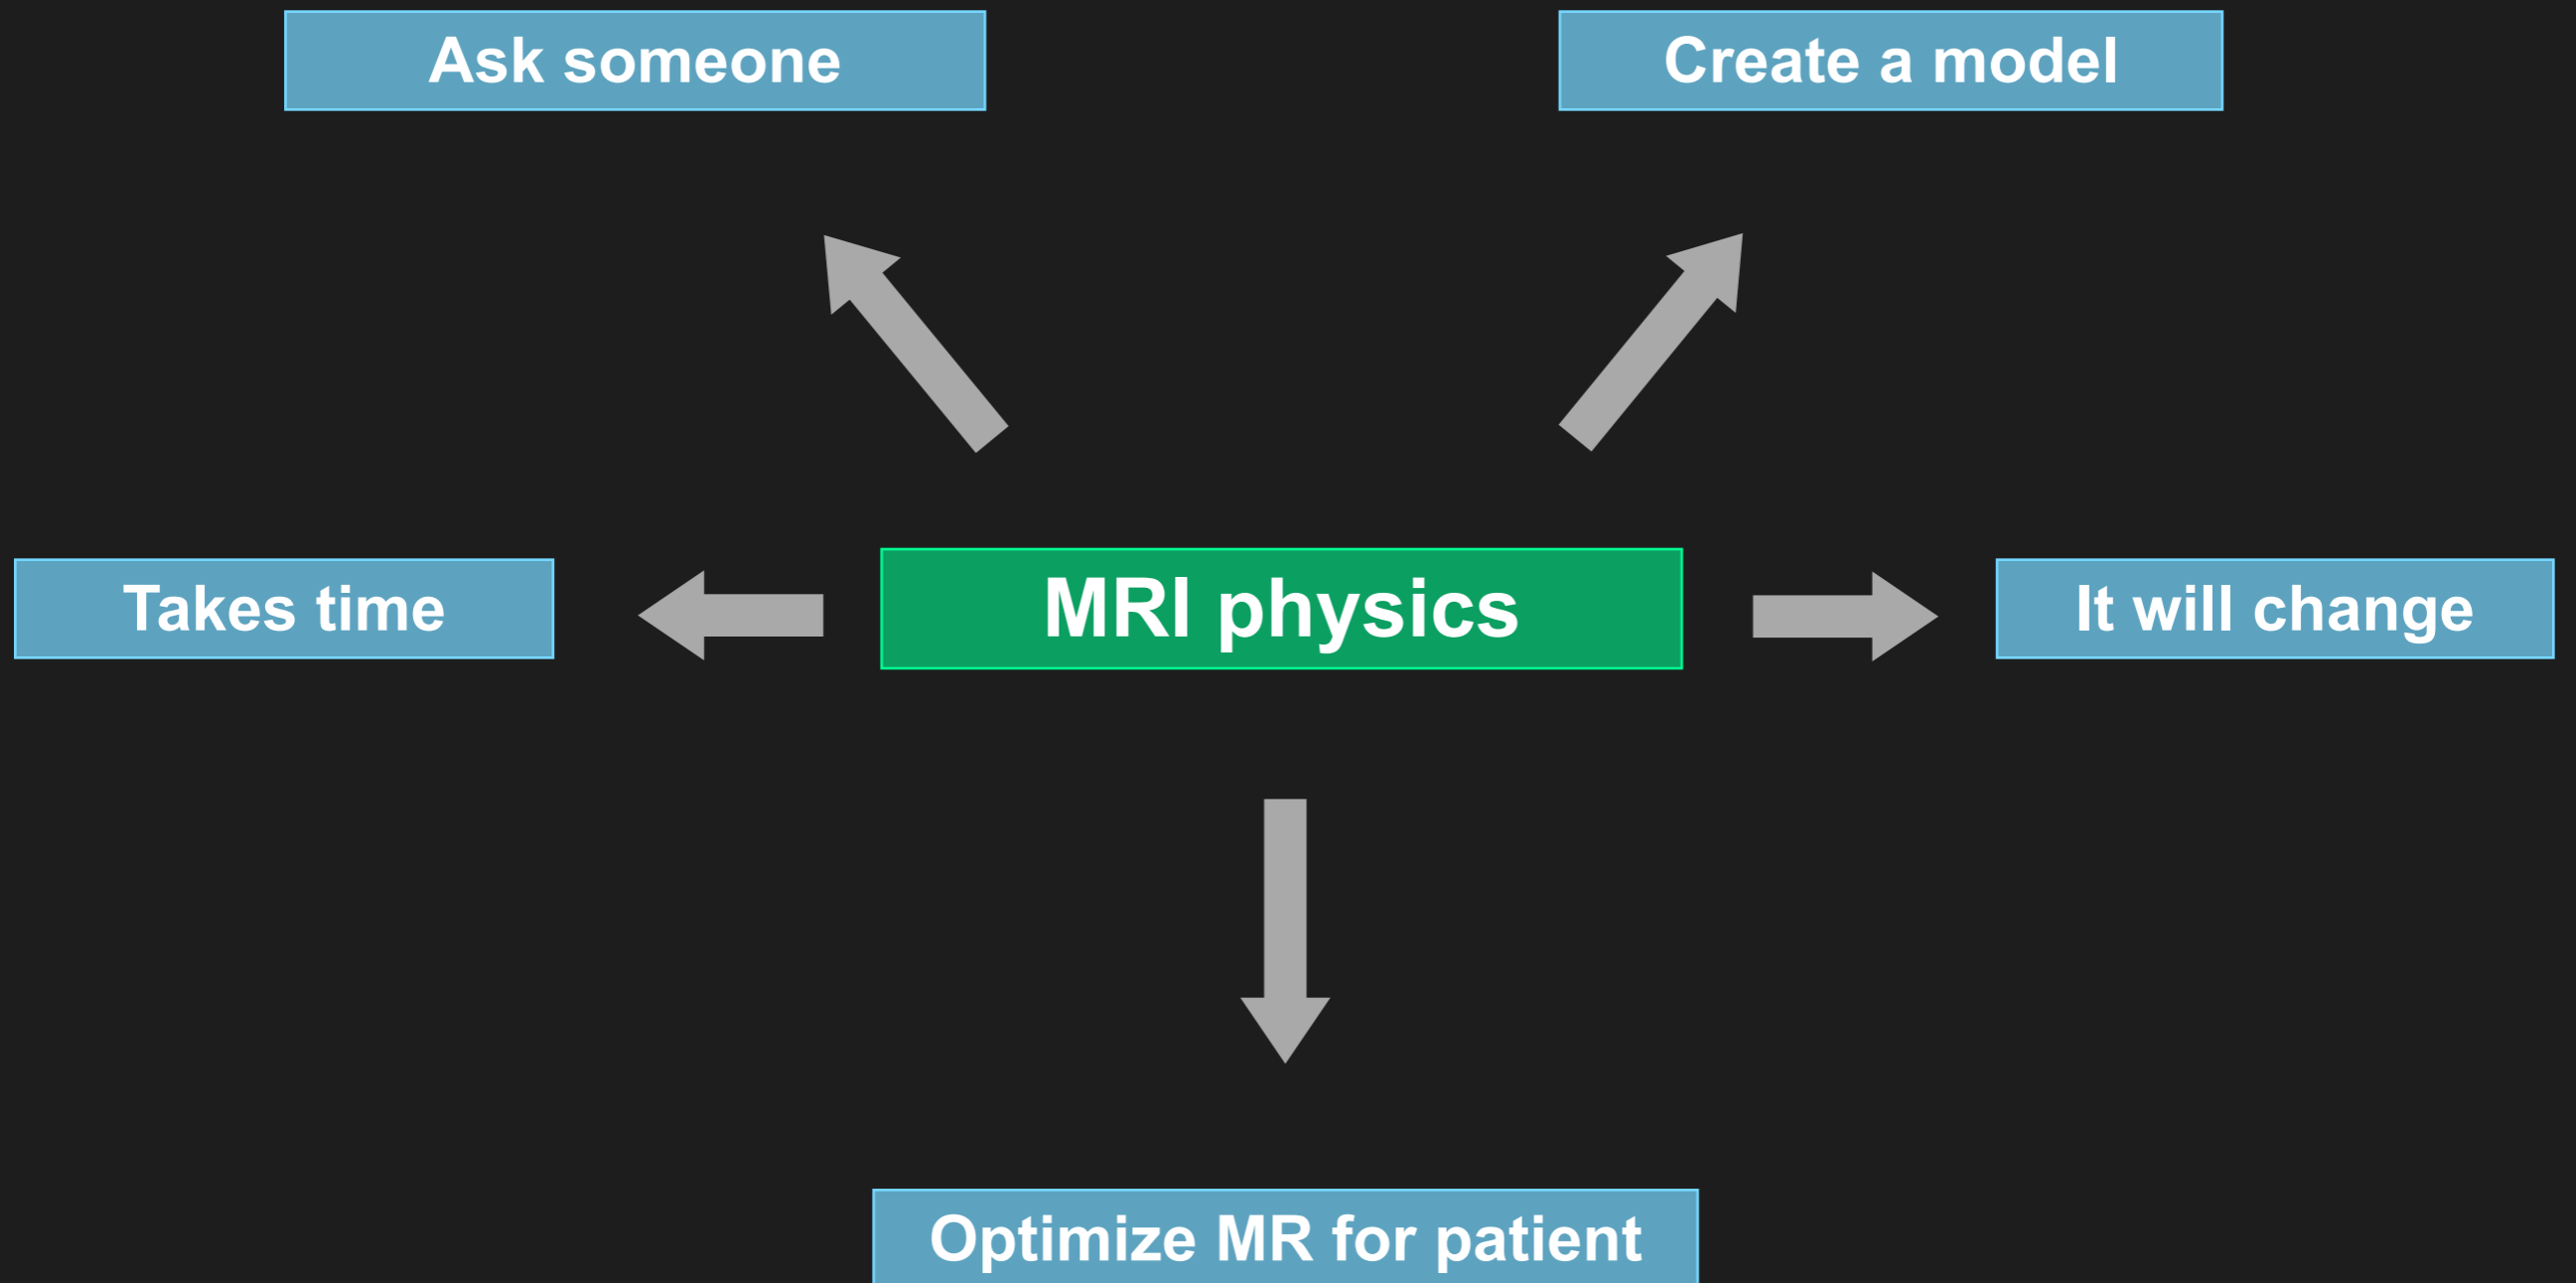 Ask someone
Create a model
Takes time
MRI physics
It will change
Optimize MR for patient